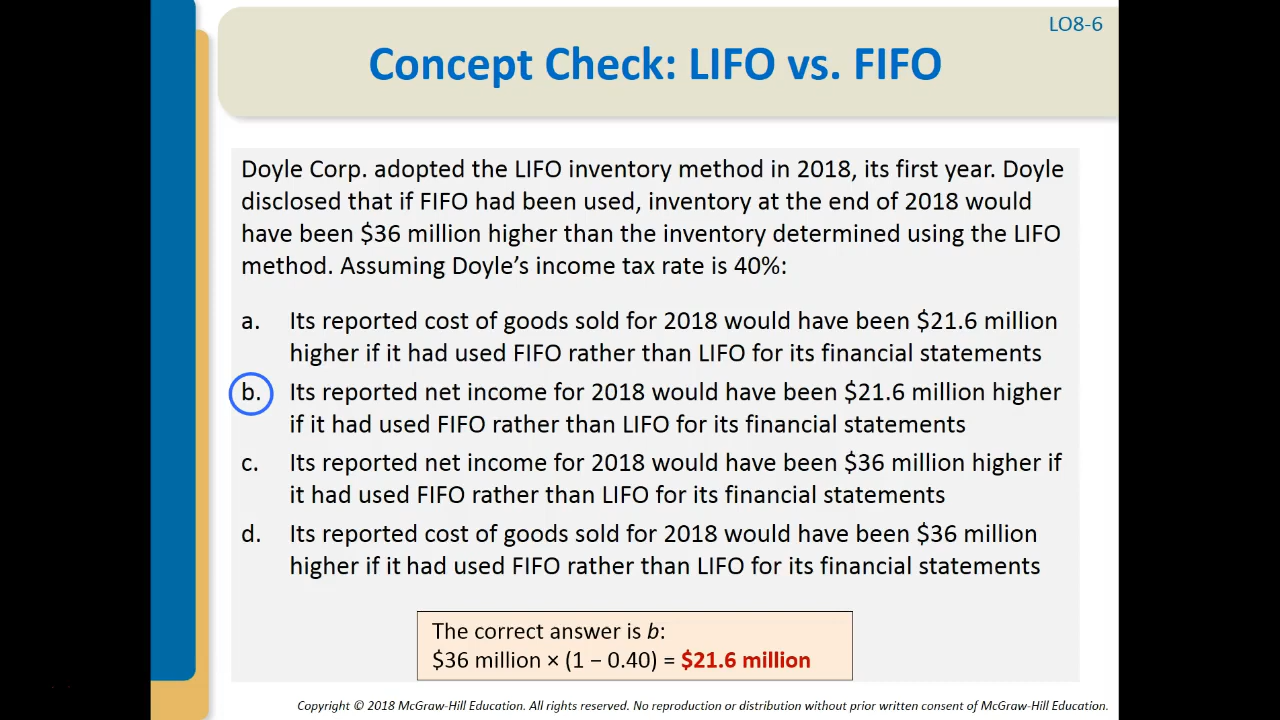 LO8-6
Concept Check: LIFO vs. FIFO
Doyle Corp. adopted the LIFO inventory method in 2018, its first year. Doyle
disclosed that if FIFO had been used, inventory at the end of 2018 would
have been $36 million higher than the inventory determined using the LIFO
method. Assuming Doyle's income tax rate is 40%:
a. Its reported cost of goods sold for 2018 would have been $21.6 million
higher if it had used FIFO rather than LIFO for its financial statements
b. Its reported net income for 2018 would have been $21.6 million higher
if it had used FIFO rather than LIFO for its financial statements
c. Its reported net income for 2018 would have been $36 million higher if
it had used FIFO rather than LIFO for its financial statements
d. Its reported cost of goods sold for 2018 would have been $36 million
higher if it had used FIFO rather than LIFO for its financial statements
The correct answer is b:
$36 million × (1 − 0.40) = $21.6 million
Copyright © 2018 McGraw-Hill Education. All rights reserved. No reproduction or distribution without prior written consent of McGraw-Hill Education.